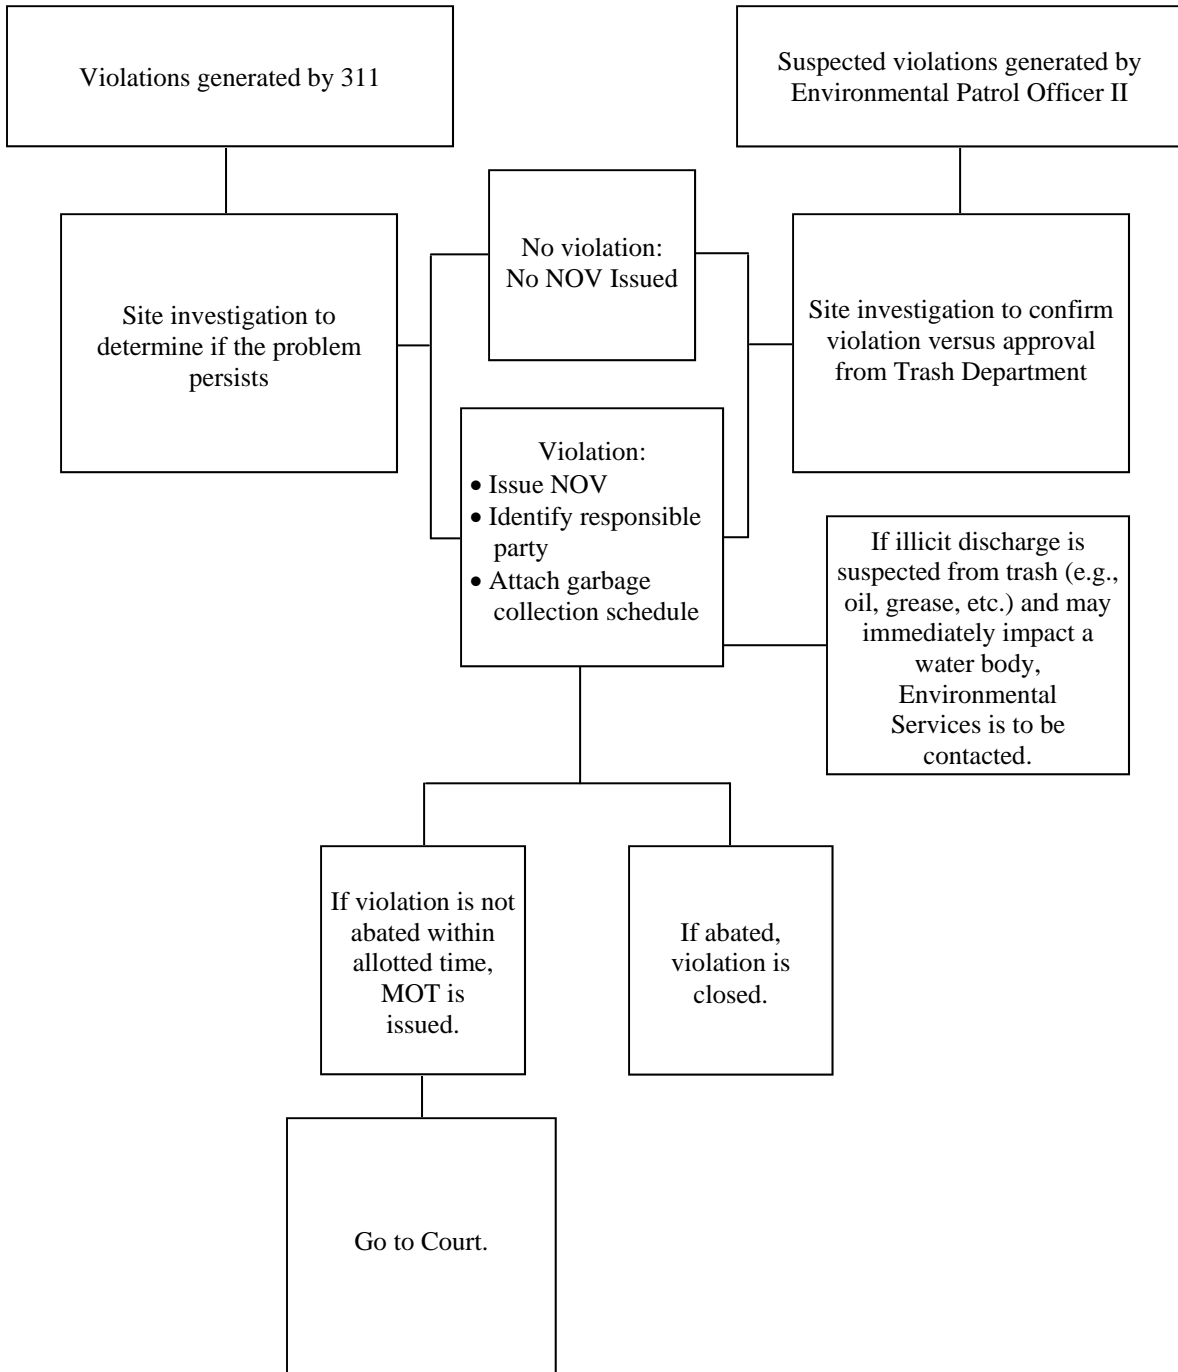 Violations generated by 311
Suspected violations generated by
Environmental Patrol Officer II
No violation:
No NOV Issued
Site investigation to
determine if the problem
persists
Site investigation to confirm
violation versus approval
from Trash Department
Violation:
• Issue NOV
• Identify responsible
party
• Attach garbage
collection schedule
If illicit discharge is
suspected from trash (e.g.,
oil, grease, etc.) and may
immediately impact a
water body,
Environmental
Services is to be
contacted.
If violation is not
abated within
allotted time,
MOT is
issued.
If abated,
violation is
closed.
Go to Court.